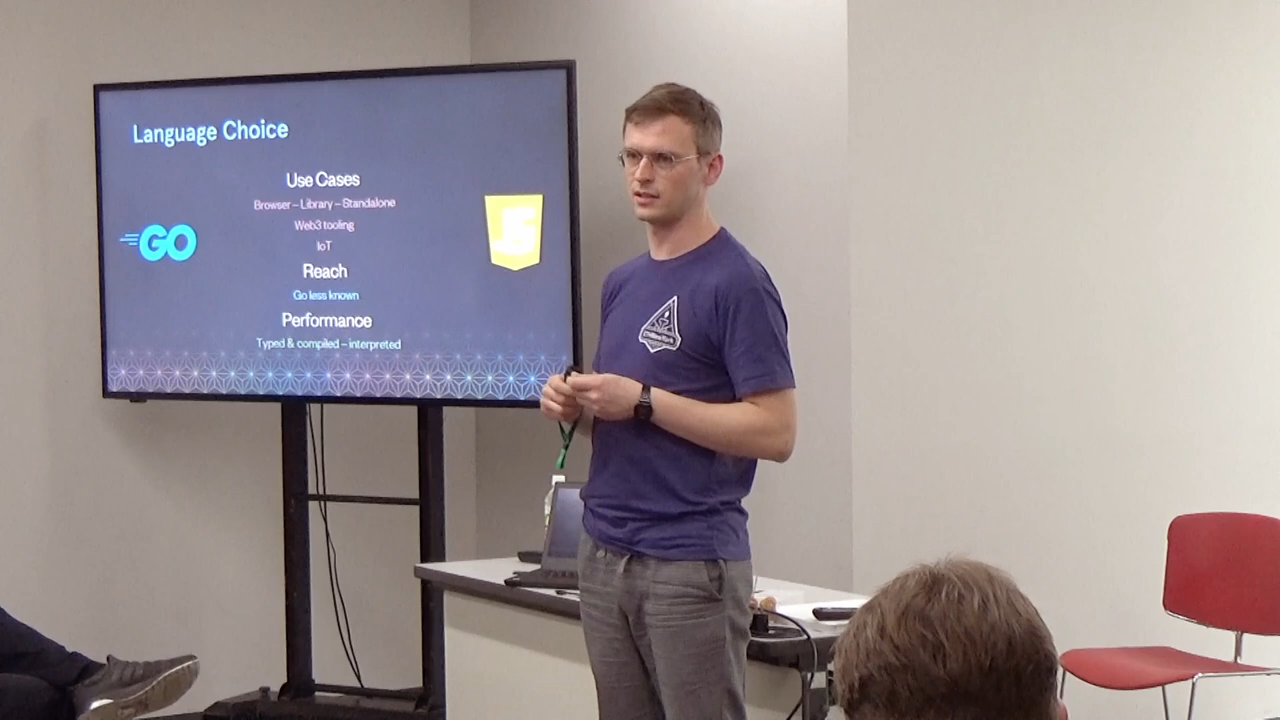 Language Choice
Use Cases
Browser – Library – Standalone
Web3 tooling
IoT
GO
JS
Reach
Go less known
Performance
Typed & compiled – interpreted